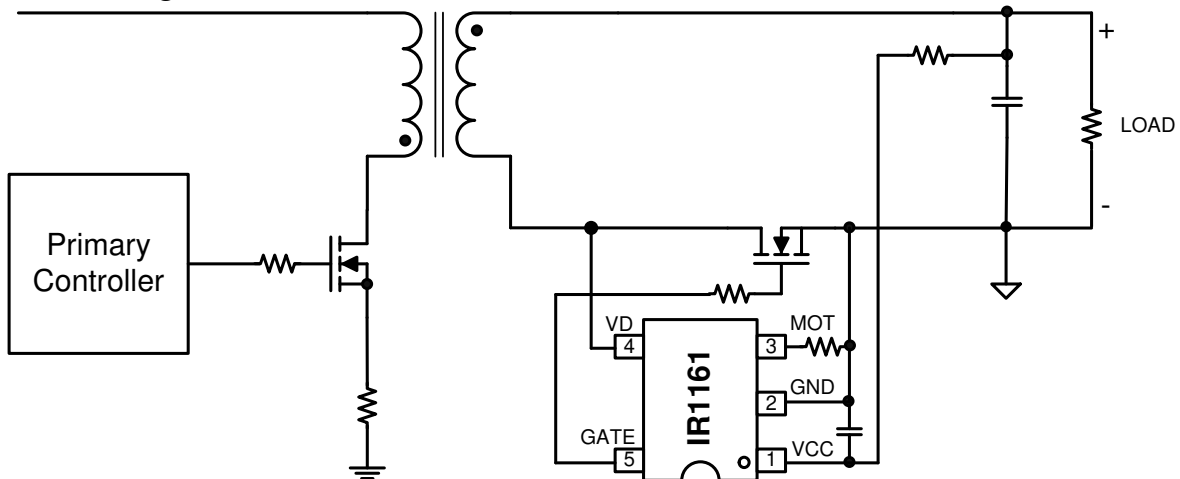 +
LOAD
-
Primary
Controller
VD
4
MOT
3
GND
2
GATE
5
VCC
1
IR1161